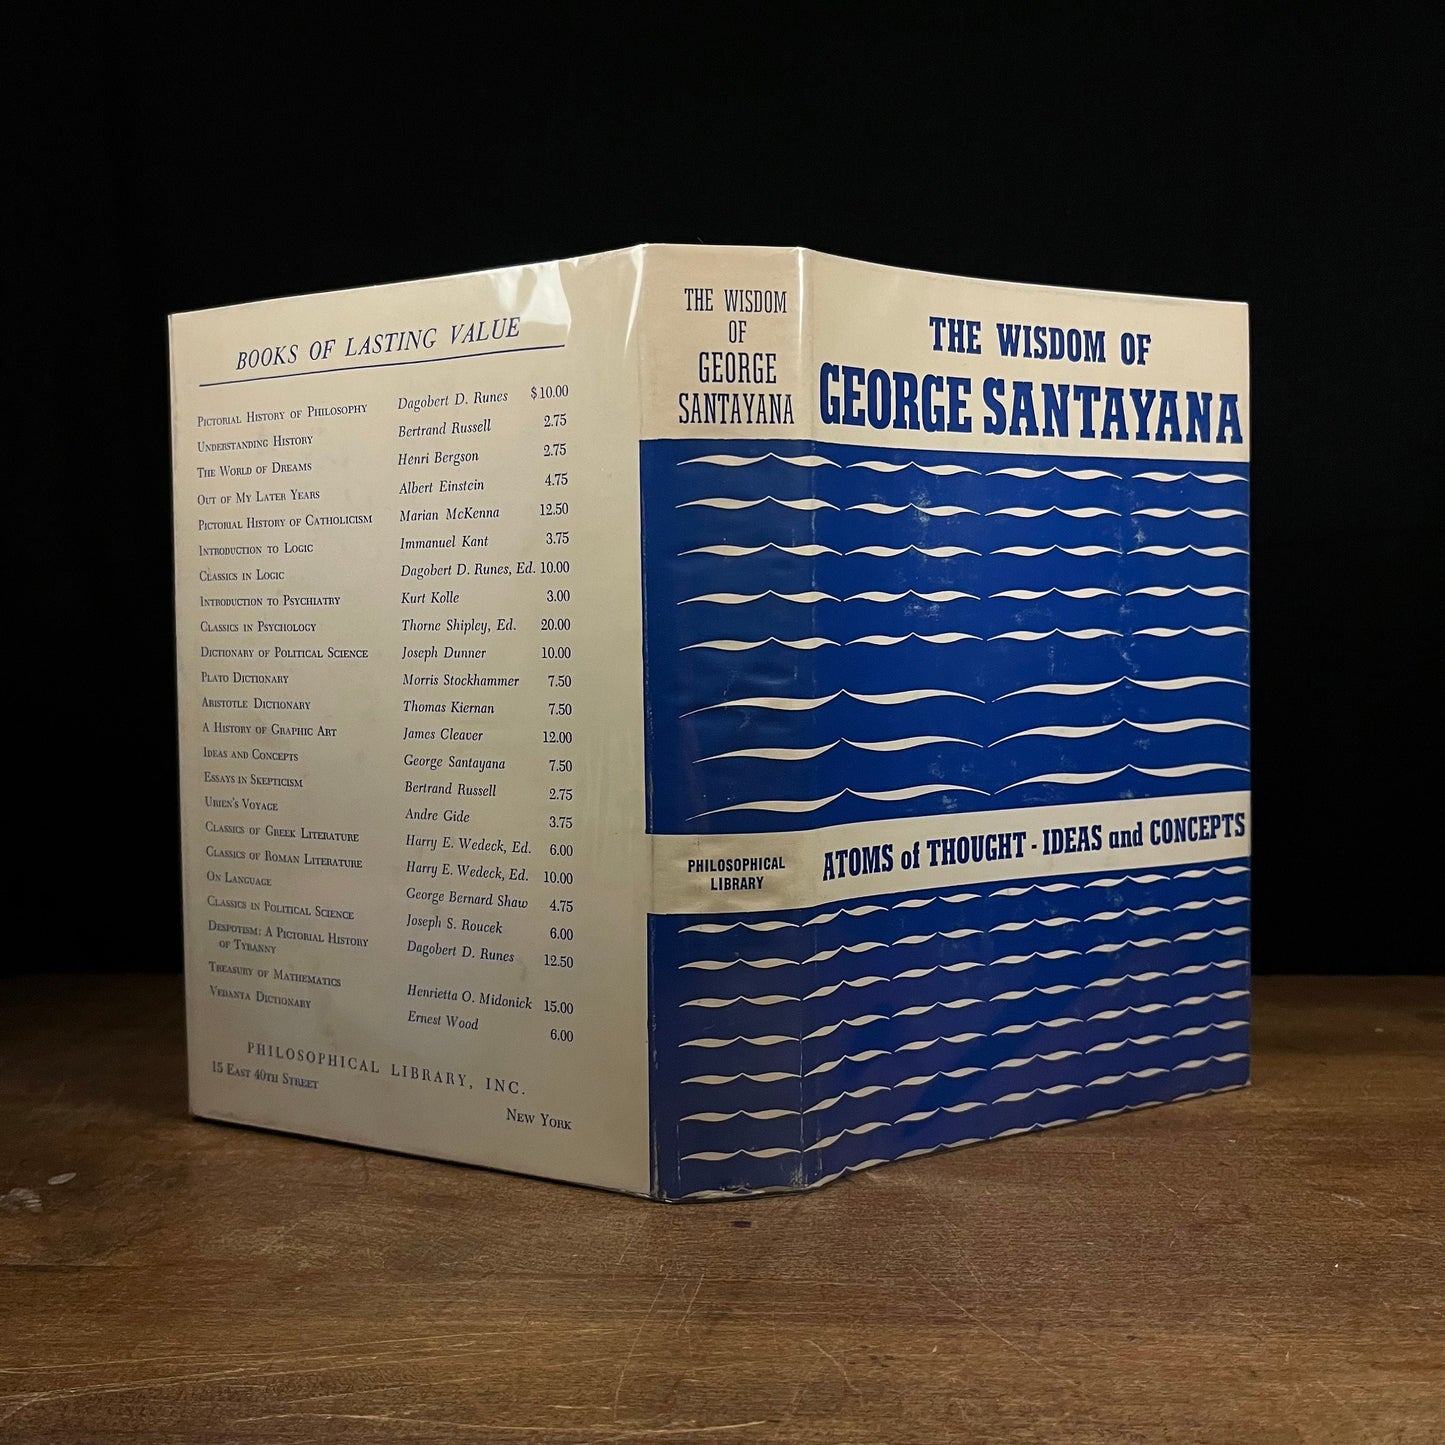 BOOKS OF LASTING VALUE
PICTORIAL HISTORY OF PHILOSOPHY Dagobert D. Runes $10.00
UNDERSTANDING HISTORY Bertrand Russell 2.75
THE WORLD OF DREAMS Henri Bergson 2.75
OUT OF MY LATER YEARS Albert Einstein 4.75
PICTORIAL HISTORY OF CATHOLICISM Marian McKenna 12.50
INTRODUCTION TO LOGIC Immanuel Kant 3.75
CLASSICS IN LOGIC Dagobert D. Runes, Ed. 10.00
INTRODUCTION TO PSYCHIATRY Kurt Kolle 3.00
CLASSICS IN PSYCHOLOGY Thorne Shipley, Ed. 20.00
DICTIONARY OF POLITICAL SCIENCE Joseph Dunner 10.00
PLATO DICTIONARY Morris Stockhammer 7.50
ARISTOTLE DICTIONARY Thomas Kiernan 7.50
A HISTORY OF GRAPHIC ART James Cleaver 12.00
IDEAS AND CONCEPTS George Santayana 7.50
ESSAYS IN SKEPTICISM Bertrand Russell 2.75
URIEN'S VOYAGE Andre Gide 3.75
CLASSICS OF GREEK LITERATURE Harry E. Wedeck, Ed. 6.00
CLASSICS OF ROMAN LITERATURE Harry E. Wedeck, Ed. 10.00
ON LANGUAGE George Bernard Shaw 4.75
CLASSICS IN POLITICAL SCIENCE Joseph S. Roucek 6.00
DESPOTISM: A PICTORIAL HISTORY Dagobert D. Runes 12.50
OF TYRANNY
TREASURY OF MATHEMATICS Henrietta O. Midonick 15.00
VEDANTA DICTIONARY Ernest Wood 6.00
PHILOSOPHICAL LIBRARY, INC.
15 EAST 40TH STREET
NEW YORK
THE WISDOM
OF
GEORGE
SANTAYANA
PHILOSOPHICAL
LIBRARY
THE WISDOM OF
GEORGE SANTAYANA
ATOMS of THOUGHT - IDEAS and CONCEPTS